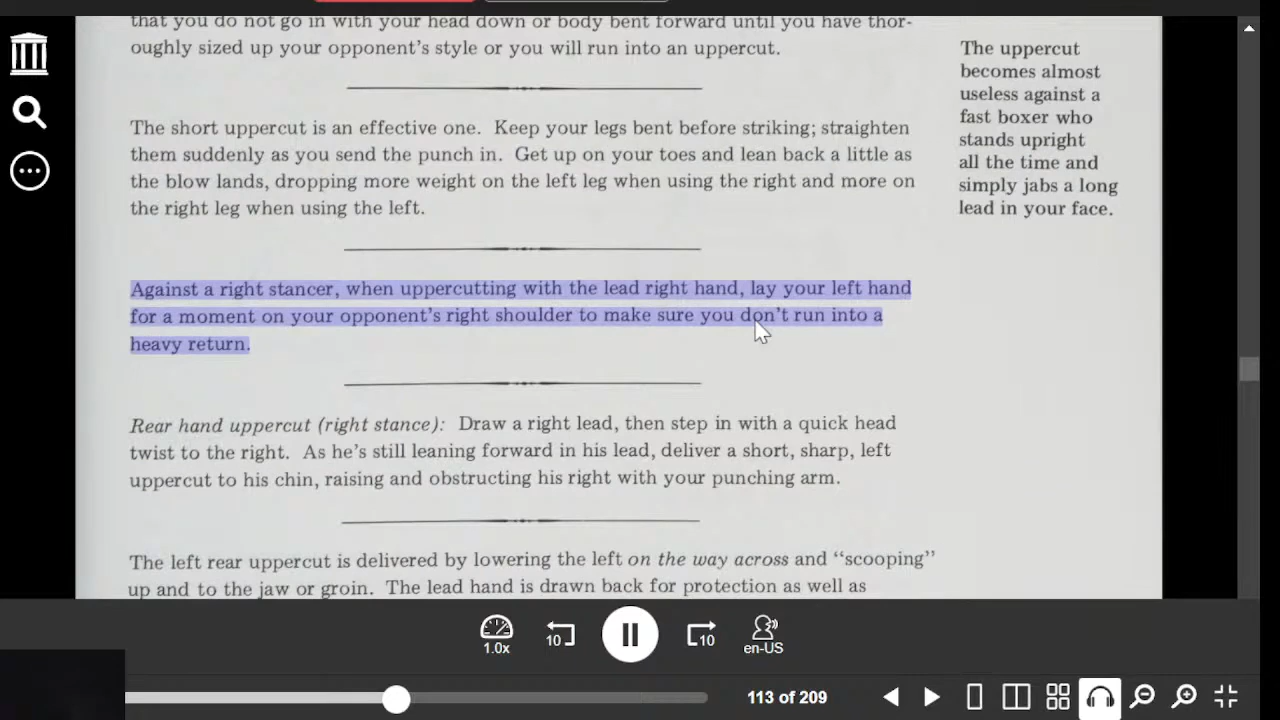 that you do not go in with your head down or body bent forward until you have thor-
oughly sized up your opponent's style or you will run into an uppercut.
The uppercut
becomes almost
useless against a
fast boxer who
stands upright
all the time and
simply jabs a long
lead in your face.
The short uppercut is an effective one. Keep your legs bent before striking; straighten
them suddenly as you send the punch in. Get up on your toes and lean back a little as
the blow lands, dropping more weight on the left leg when using the right and more on
the right leg when using the left.
Against a right stancer, when uppercutting with the lead right hand, lay your left hand
for a moment on your opponent's right shoulder to make sure you don't run into a
heavy return.
Rear hand uppercut (right stance): Draw a right lead, then step in with a quick head
twist to the right. As he's still leaning forward in his lead, deliver a short, sharp, left
uppercut to his chin, raising and obstructing his right with your punching arm.
The left rear uppercut is delivered by lowering the left on the way across and "scooping"
up and to the jaw or groin. The lead hand is drawn back for protection as well as
1.0x
10
10
en-US
113 of 209